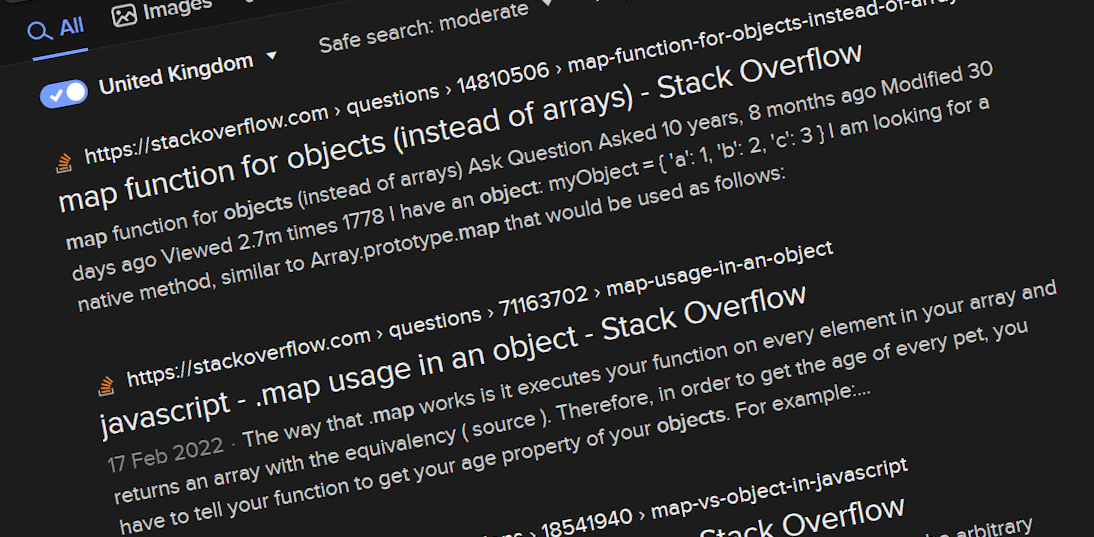 All Images
United Kingdom Safe search: moderate
https://stackoverflow.com › questions › 14810506 › map-function-for-objects-instead-of-array
map function for objects (instead of arrays) - Stack Overflow
map function for objects (instead of arrays) Ask Question Asked 10 years, 8 months ago Modified 30
days ago Viewed 2.7m times 1778 I have an object: myObject = { 'a': 1, 'b': 2, 'c': 3 } I am looking for a
native method, similar to Array.prototype.map that would be used as follows:
https://stackoverflow.com › questions › 71163702 › map-usage-in-an-object
javascript - .map usage in an object - Stack Overflow
17 Feb 2022 · The way that .map works is it executes your function on every element in your array and
returns an array with the equivalency ( source ). Therefore, in order to get the age of every pet, you
have to tell your function to get your age property of your objects. For example:...
› 18541940 › map-vs-object-in-javascript
Stack Overflow
arbitrary